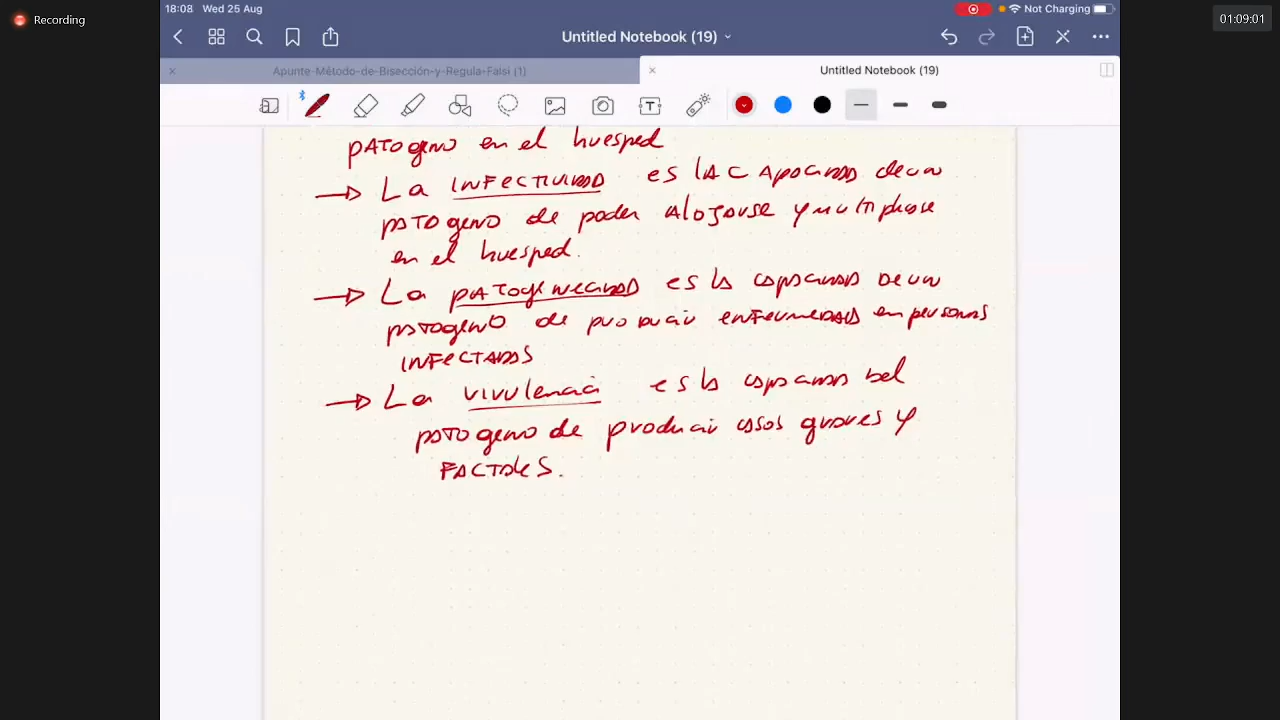 Recording
18:08 Wed 25 Aug
Not Charging
01:09:01
Untitled Notebook (19)
Apunte-Método-de-Bisección-y-Regula-Falsi (1)
Untitled Notebook (19)
T
PATOgeno en el huesped
→ La INFECTIVIDAD es LA CAPACIDAD de un
PATOgeno de poder AloJarse y multiplicarse
en el huesped.
→ La PATOgenecidad es la capacidad De un
patogeno de producir ENFermeDAD en personas
INFECTADAS
→ La vivulencia es la capacidad del
patogeno de producir casos graves y
FACTALES.